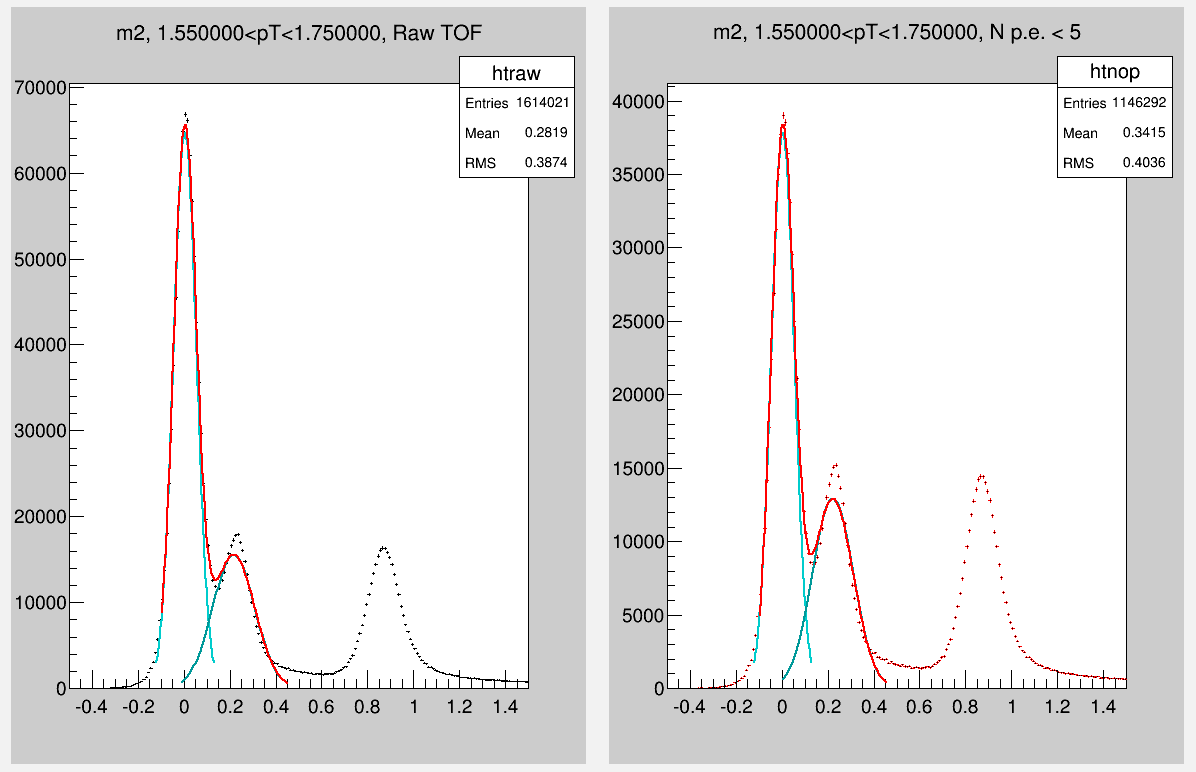 m2, 1.550000<pT<1.750000, Raw TOF
htraw
Entries 1614021
Mean 0.2819
RMS 0.3874
70000
60000
50000
40000
30000
20000
10000
0
-0.4 -0.2 0 0.2 0.4 0.6 0.8 1 1.2 1.4
m2, 1.550000<pT<1.750000, N p.e. < 5
htnop
Entries 1146292
Mean 0.3415
RMS 0.4036
40000
35000
30000
25000
20000
15000
10000
5000
0
-0.4 -0.2 0 0.2 0.4 0.6 0.8 1 1.2 1.4